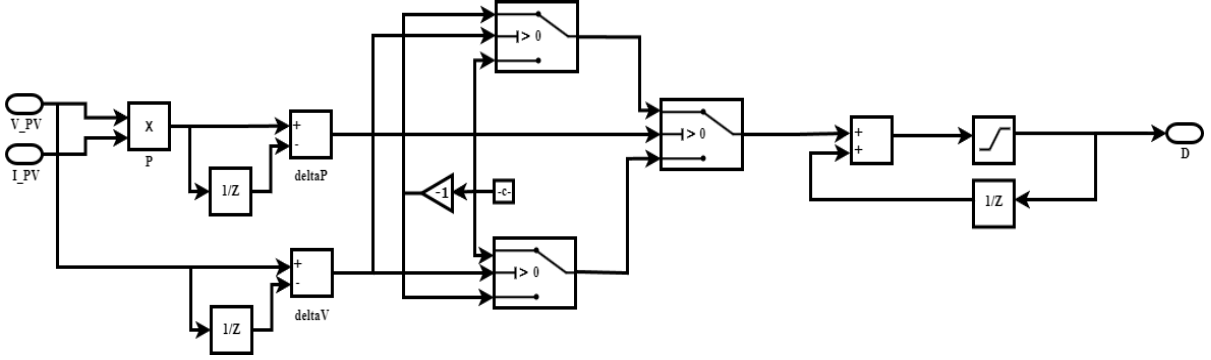 > 0
V_PV
I_PV
X
P
+
-
deltaP
1/Z
> 0
+
+
D
-1
-c-
1/Z
+
-
deltaV
> 0
1/Z